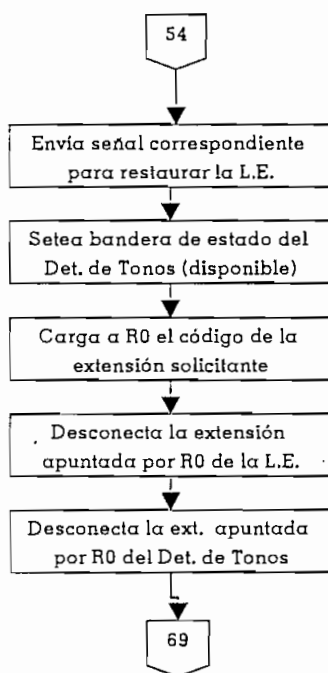 54
Envía señal correspondiente
para restaurar la L.E.
Setea bandera de estado del
Det. de Tonos (disponible)
Carga a R0 el código de la
extensión solicitante
Desconecta la extensión
apuntada por R0 de la L.E.
Desconecta la ext. apuntada
por R0 del Det. de Tonos
69